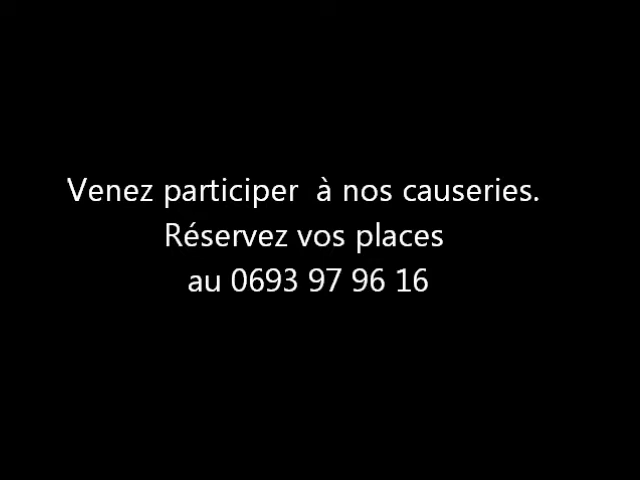 Venez participer  à nos causeries.
Réservez vos places
au 0693 97 96 16